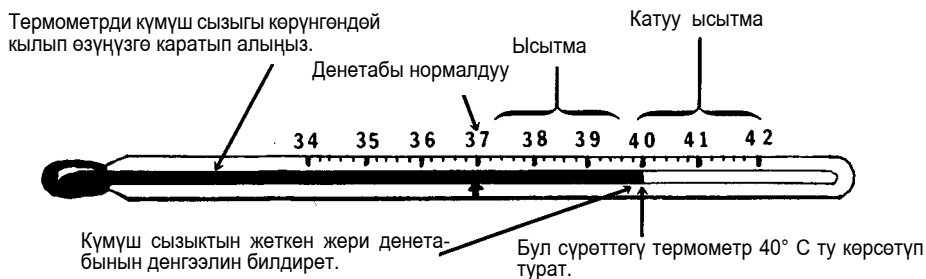 Термометрди күмүш сызыгы көрүнгөндөй
кылып өзүңүзгө каратып алыңыз.
Денетабы нормалдуу
Ысытма
Катуу ысытма
34 35 36 37 38 39 40 41 42
Күмүш сызыктын жеткен жери денета-
бынын денгээлин билдирет.
Бул сүрөттөгү термометр 40° С ту көрсөтүп
турат.